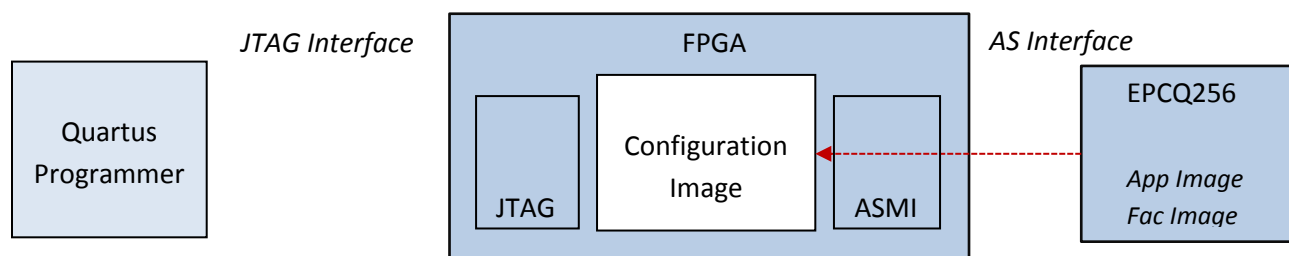 JTAG Interface
FPGA
AS Interface
Quartus
Programmer
JTAG
Configuration
Image
ASMI
EPCQ256
App Image
Fac Image